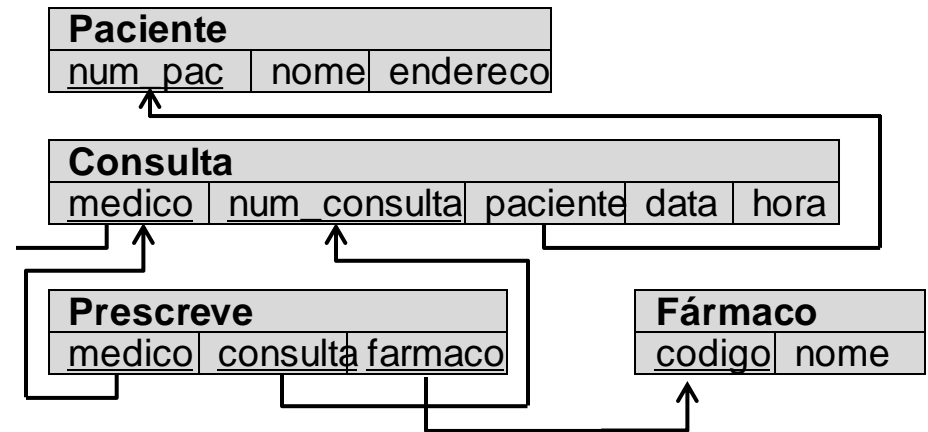 Paciente
num_pac nome endereco
Consulta
medico num_consulta paciente data hora
Prescreve
medico consulta farmaco
Fármaco
codigo nome